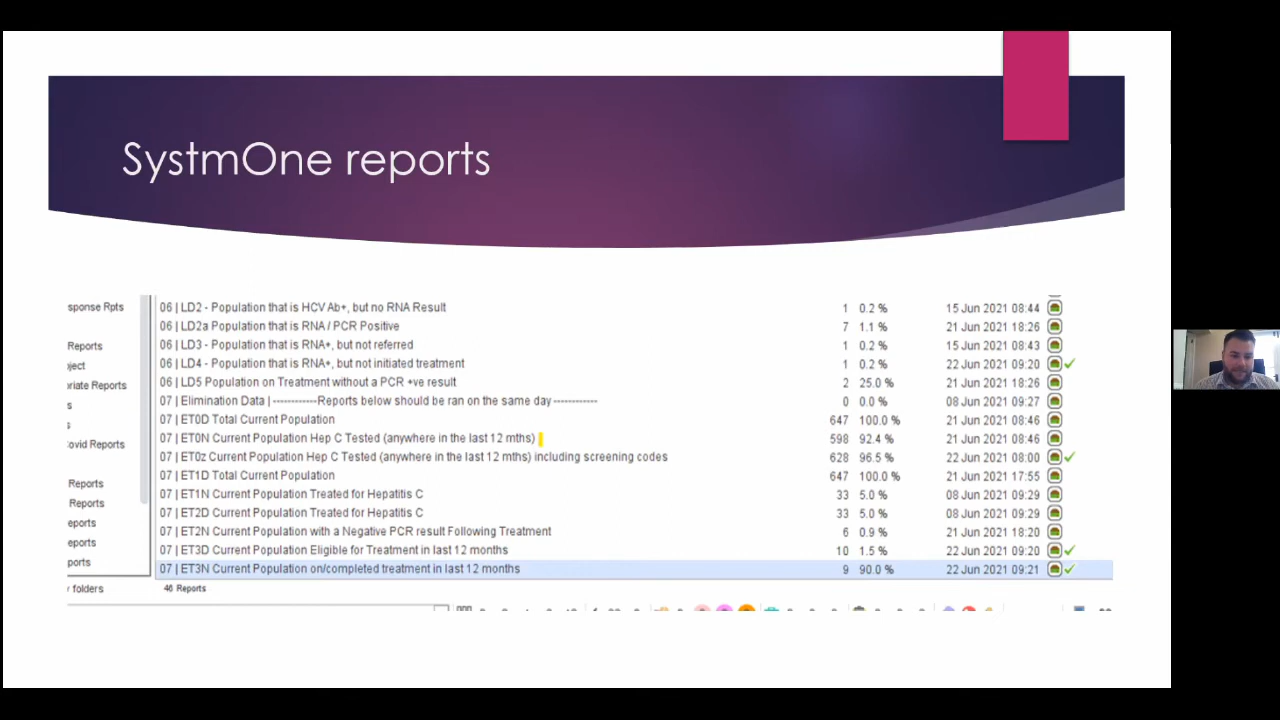 SystmOne reports
sponse Rpts
Reports
ject
riate Reports
s
ovid Reports
Reports
Reports
eports
eports
ports
folders
06 | LD2 - Population that is HCV Ab+, but no RNA Result 1 0.2 % 15 Jun 2021 08:44
06 | LD2a Population that is RNA / PCR Positive 7 1.1 % 21 Jun 2021 18:26
06 | LD3 - Population that is RNA+, but not referred 1 0.2 % 15 Jun 2021 08:43
06 | LD4 - Population that is RNA+, but not initiated treatment 1 0.2 % 22 Jun 2021 09:20
06 | LD5 Population on Treatment without a PCR +ve result 2 25.0 % 21 Jun 2021 18:26
07 | Elimination Data | ------------Reports below should be ran on the same day ------------ 0 0.0 % 08 Jun 2021 09:27
07 | ET0D Total Current Population 647 100.0 % 21 Jun 2021 08:46
07 | ET0N Current Population Hep C Tested (anywhere in the last 12 mths) 598 92.4 % 21 Jun 2021 08:46
07 | ET0z Current Population Hep C Tested (anywhere in the last 12 mths) including screening codes 628 96.5 % 22 Jun 2021 08:00
07 | ET1D Total Current Population 647 100.0 % 21 Jun 2021 17:55
07 | ET1N Current Population Treated for Hepatitis C 33 5.0 % 08 Jun 2021 09:29
07 | ET2D Current Population Treated for Hepatitis C 33 5.0 % 08 Jun 2021 09:29
07 | ET2N Current Population with a Negative PCR result Following Treatment 6 0.9 % 21 Jun 2021 18:20
07 | ET3D Current Population Eligible for Treatment in last 12 months 10 1.5 % 22 Jun 2021 09:20
07 | ET3N Current Population on/completed treatment in last 12 months 9 90.0 % 22 Jun 2021 09:21
46 Reports